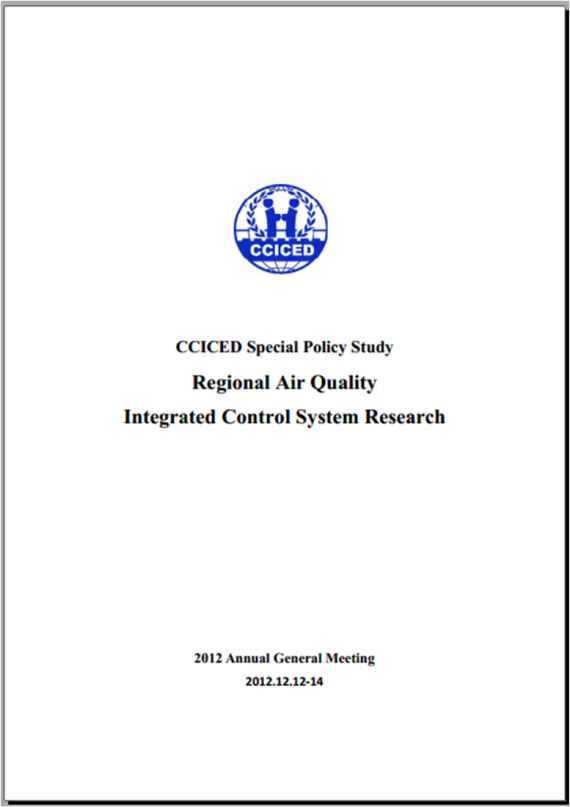 CCICED
CCICED Special Policy Study
Regional Air Quality
Integrated Control System Research
2012 Annual General Meeting
2012.12.12-14